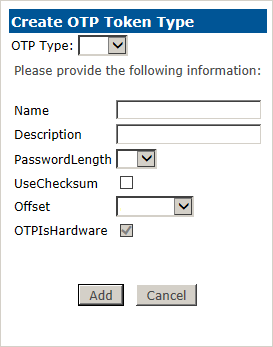 Create OTP Token Type
OTP Type:
Please provide the following information:
Name
Description
PasswordLength
UseChecksum
Offset
OTPIsHardware
Add Cancel